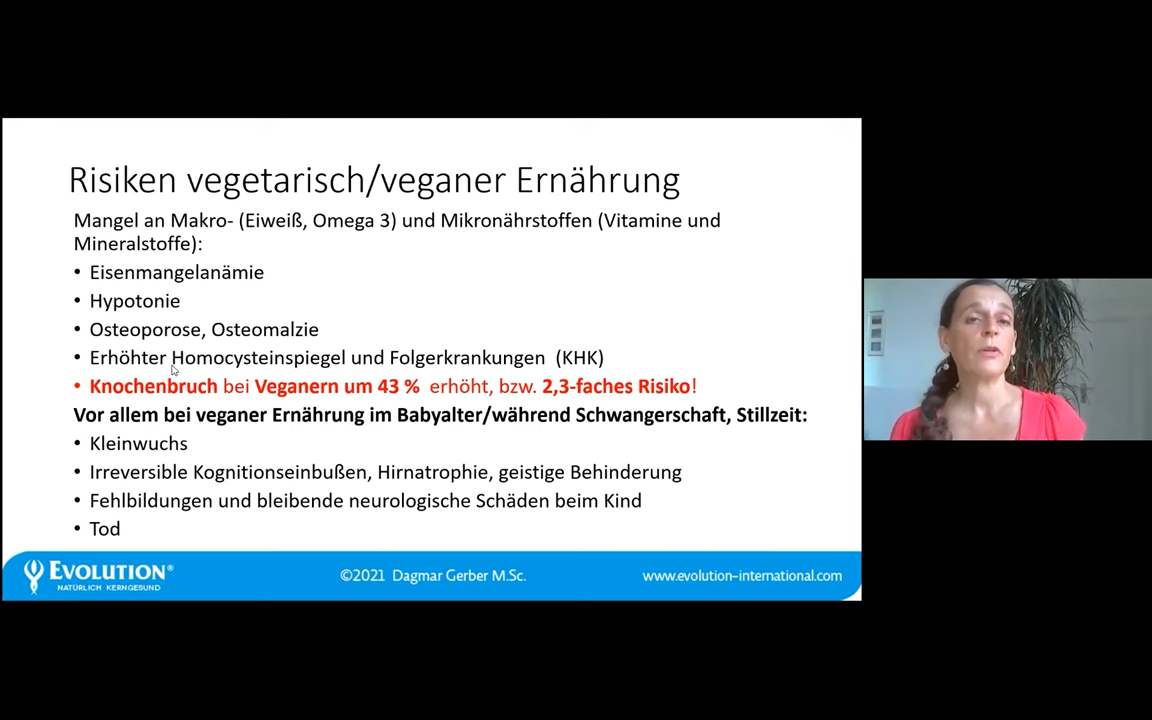 Risiken vegetarisch/veganer Ernährung
Mangel an Makro- (Eiweiß, Omega 3) und Mikronährstoffen (Vitamine und
Mineralstoffe):
• Eisenmangelanämie
• Hypotonie
• Osteoporose, Osteomalzie
• Erhöhter Homocysteinspiegel und Folgerkrankungen (KHK)
• Knochenbruch bei Veganern um 43 % erhöht, bzw. 2,3-faches Risiko!
Vor allem bei veganer Ernährung im Babyalter/während Schwangerschaft, Stillzeit:
• Kleinwuchs
• Irreversible Kognitionseinbußen, Hirnatrophie, geistige Behinderung
• Fehlbildungen und bleibende neurologische Schäden beim Kind
• Tod
EVOLUTION®
NATÜRLICH KERNGESUND
©2021 Dagmar Gerber M.Sc.
www.evolution-international.com